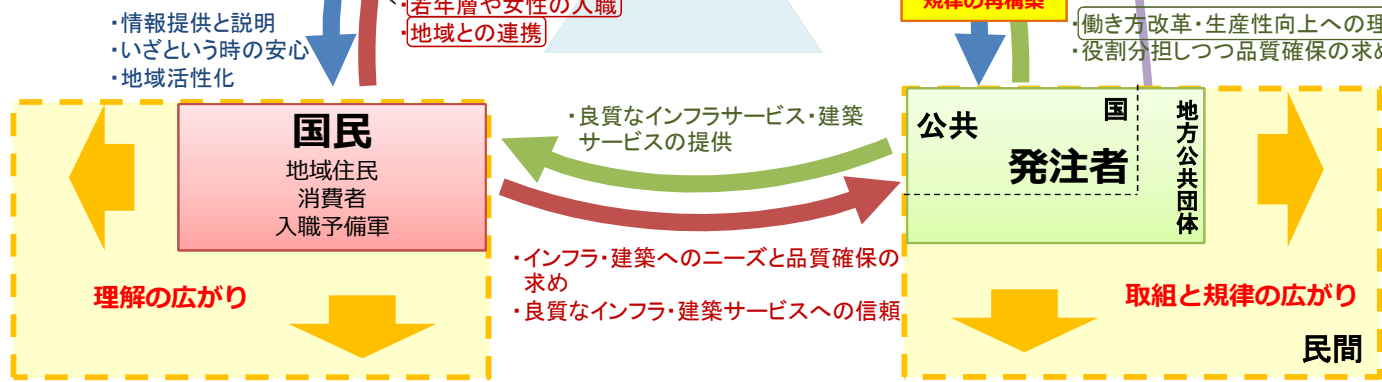 ・若年層や女性の入職
・地域との連携
・情報提供と説明
・いざという時の安心
・地域活性化
規律の再構築
・働き方改革・生産性向上への理
・役割分担しつつ品質確保の求め
国民
地域住民
消費者
入職予備軍
理解の広がり
・良質なインフラサービス・建築
サービスの提供
・インフラ・建築へのニーズと品質確保の
求め
・良質なインフラ・建築サービスへの信頼
公共
国
発注者
地方公共団体
取組と規律の広がり
民間